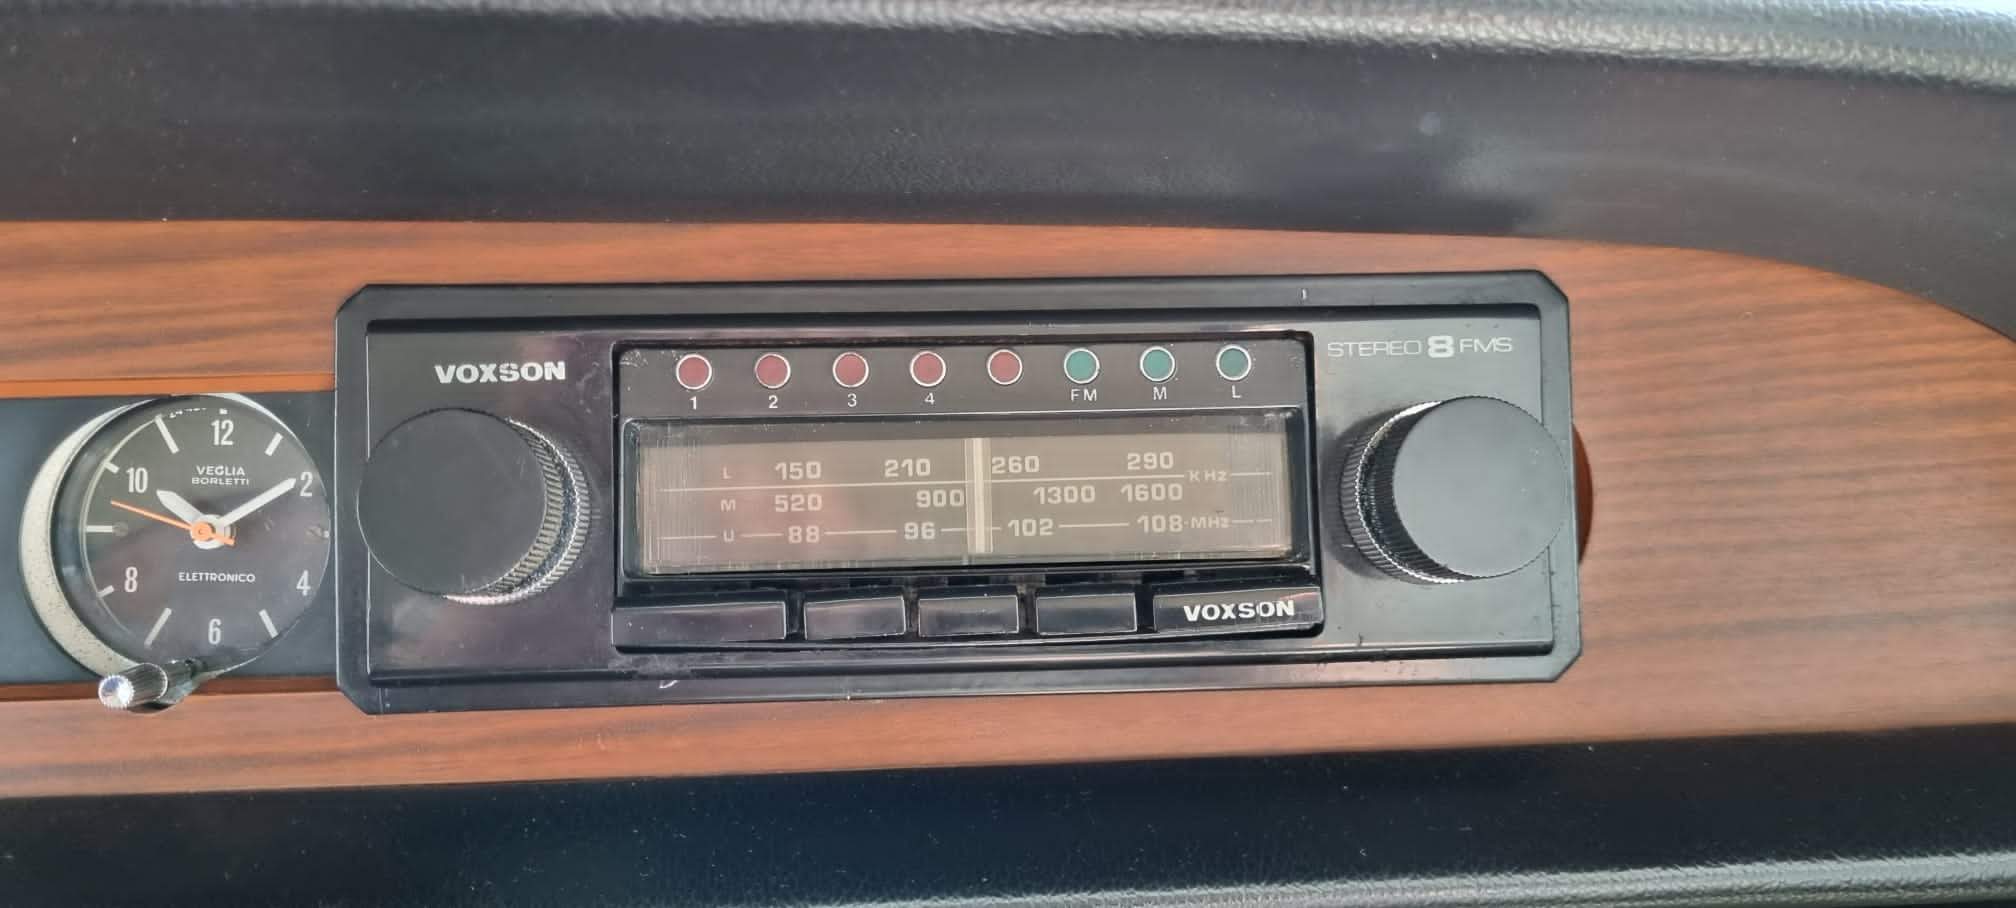 VOXSON
STEREO 8 FMS
1 2 3 4 FM M L
L 150 210 260 290 KHz
M 520 900 1300 1600
U 88 96 102 108 MHz
VOXSON
12
10 2
VEGLIA
BORLETTI
ELETTRONICO
8 4
6